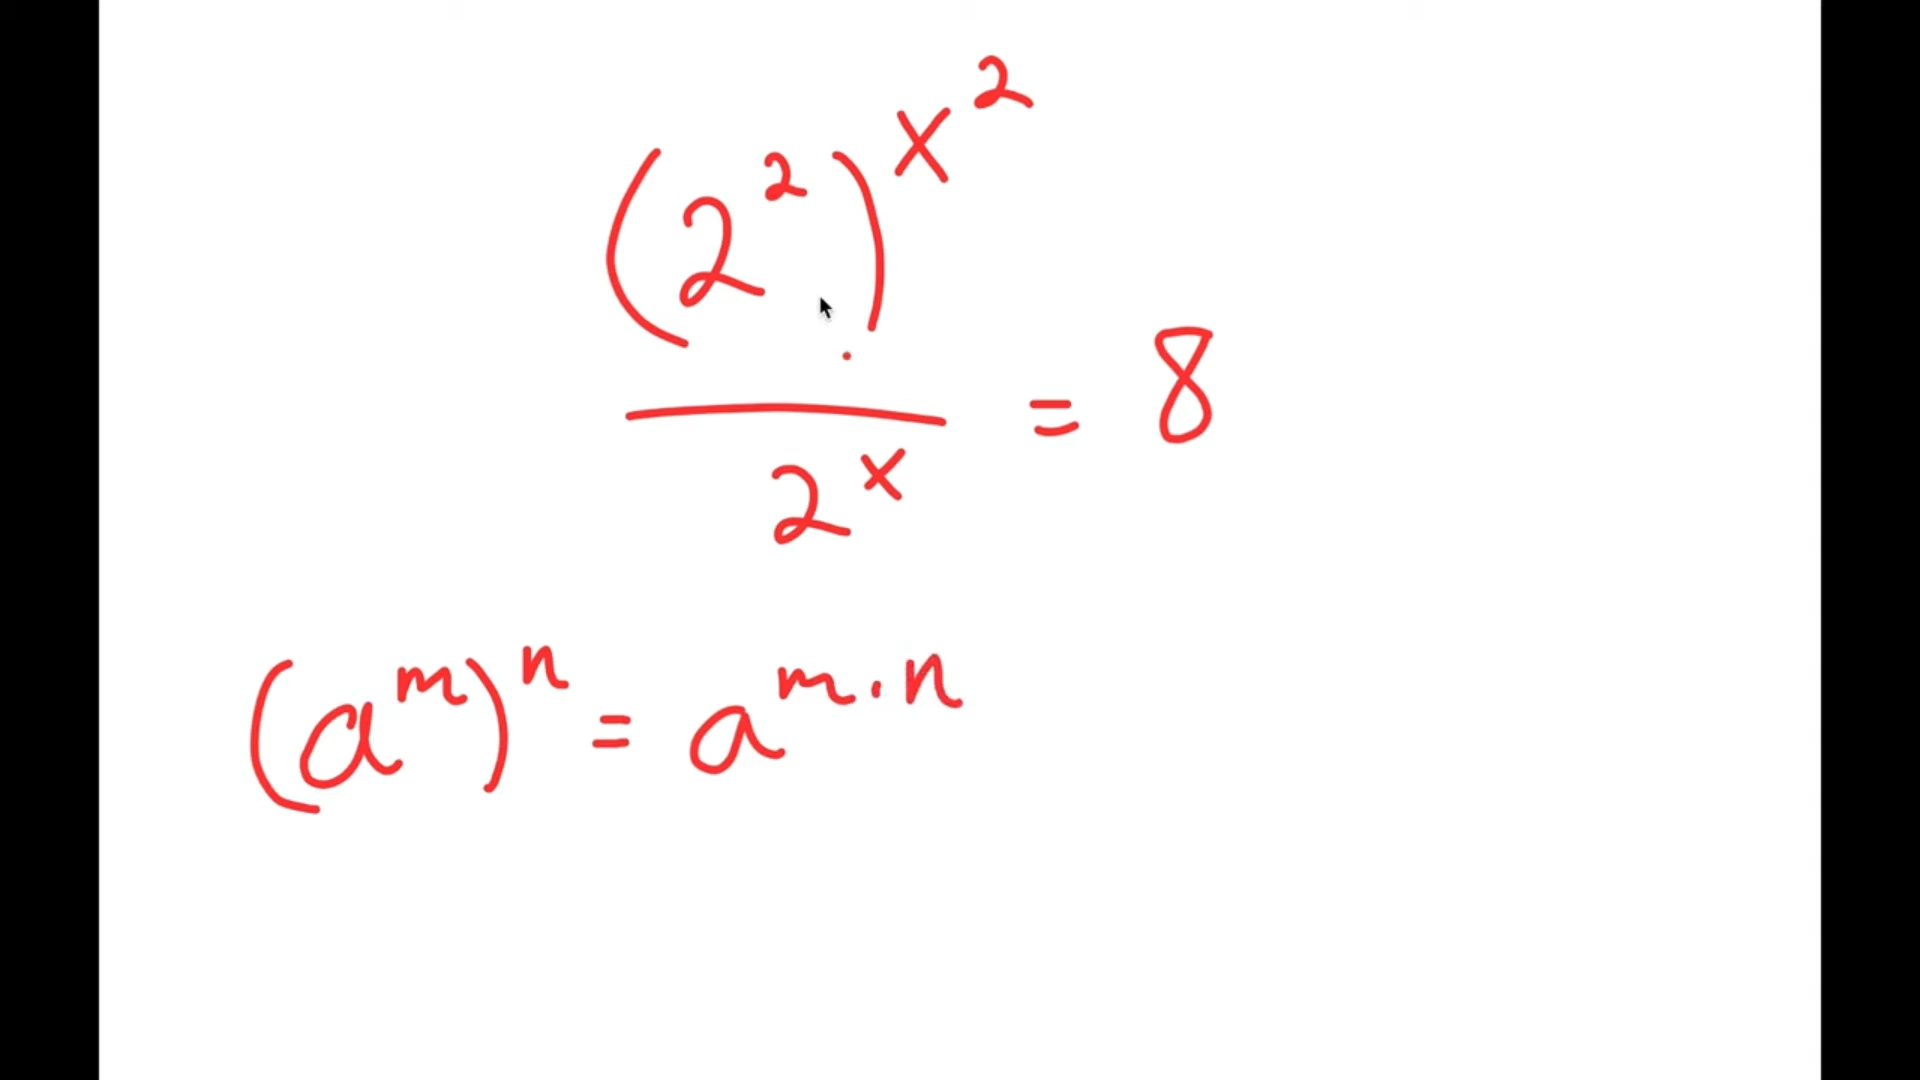 (2²)^x² / 2^x = 8
(a^m)^n = a^m·n